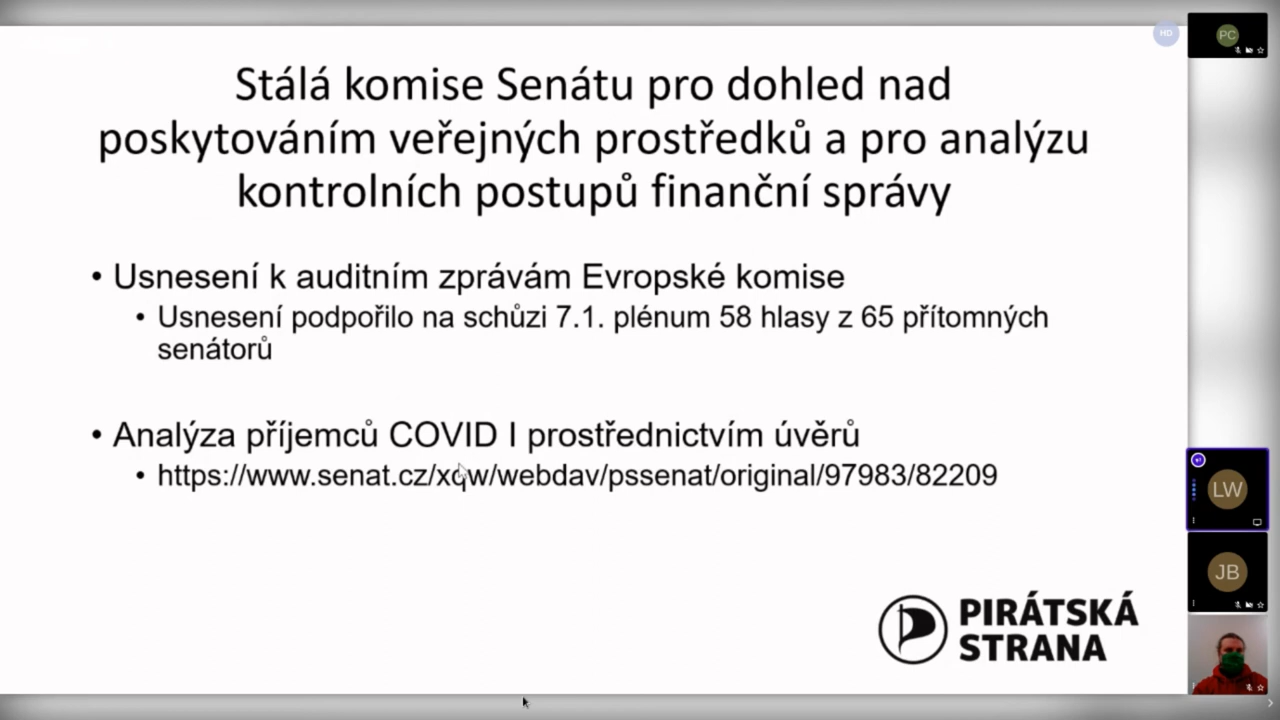 Stálá komise Senátu pro dohled nad
poskytováním veřejných prostředků a pro analýzu
kontrolních postupů finanční správy
• Usnesení k auditním zprávám Evropské komise
• Usnesení podpořilo na schůzi 7.1. plénum 58 hlasy z 65 přítomných
senátorů
• Analýza příjemců COVID I prostřednictvím úvěrů
• https://www.senat.cz/xqw/webdav/pssenat/original/97983/82209
PIRÁTSKÁ
STRANA
HD
PC
LW
JB